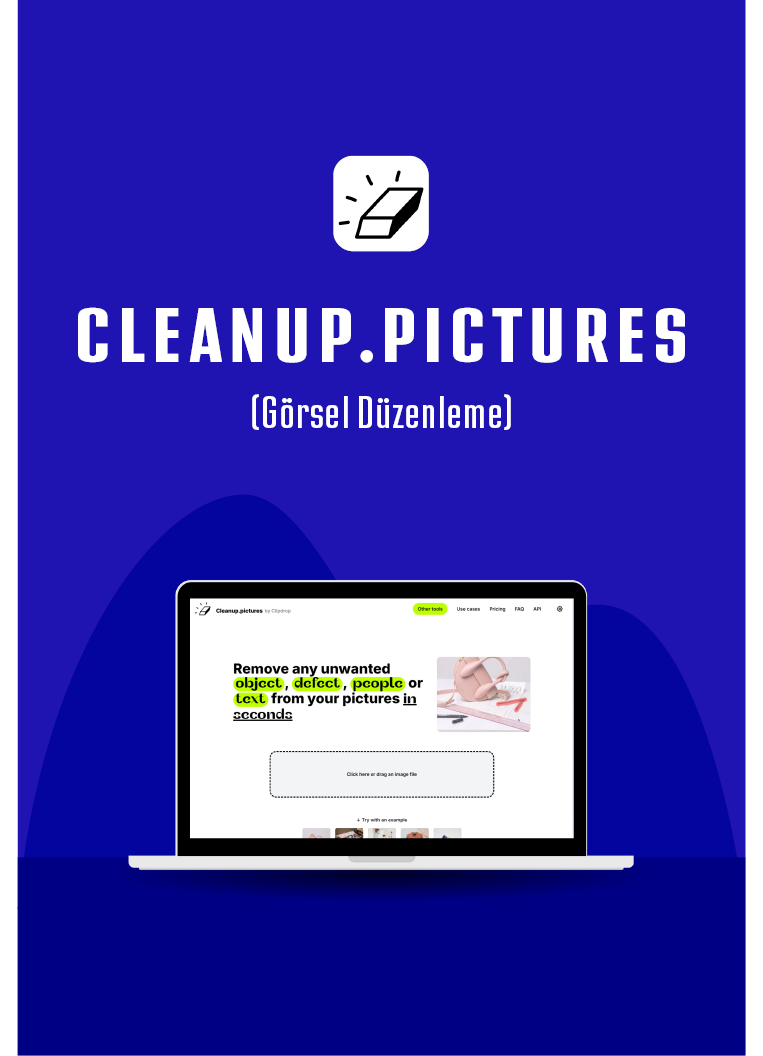 CLEANUP.PICTURES
(Görsel Düzenleme)
Cleanup.pictures by Clipdrop
Other tools Use cases Pricing FAQ API
Remove any unwanted
object, defect, people or
text from your pictures in
seconds
Click here or drag an image file
↓ Try with an example